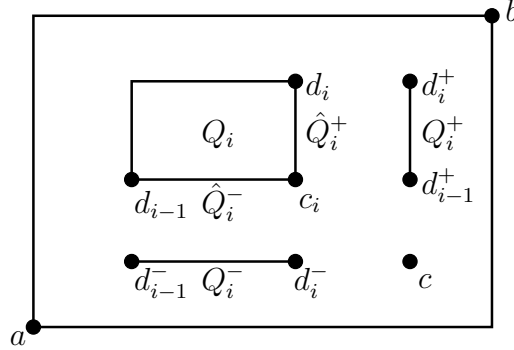 b
d_i d_i^+
Q_i \hat{Q}_i^+ Q_i^+
d_{i-1} \hat{Q}_i^- c_i d_{i-1}^+
d_{i-1}^- Q_i^- d_i^- c
a